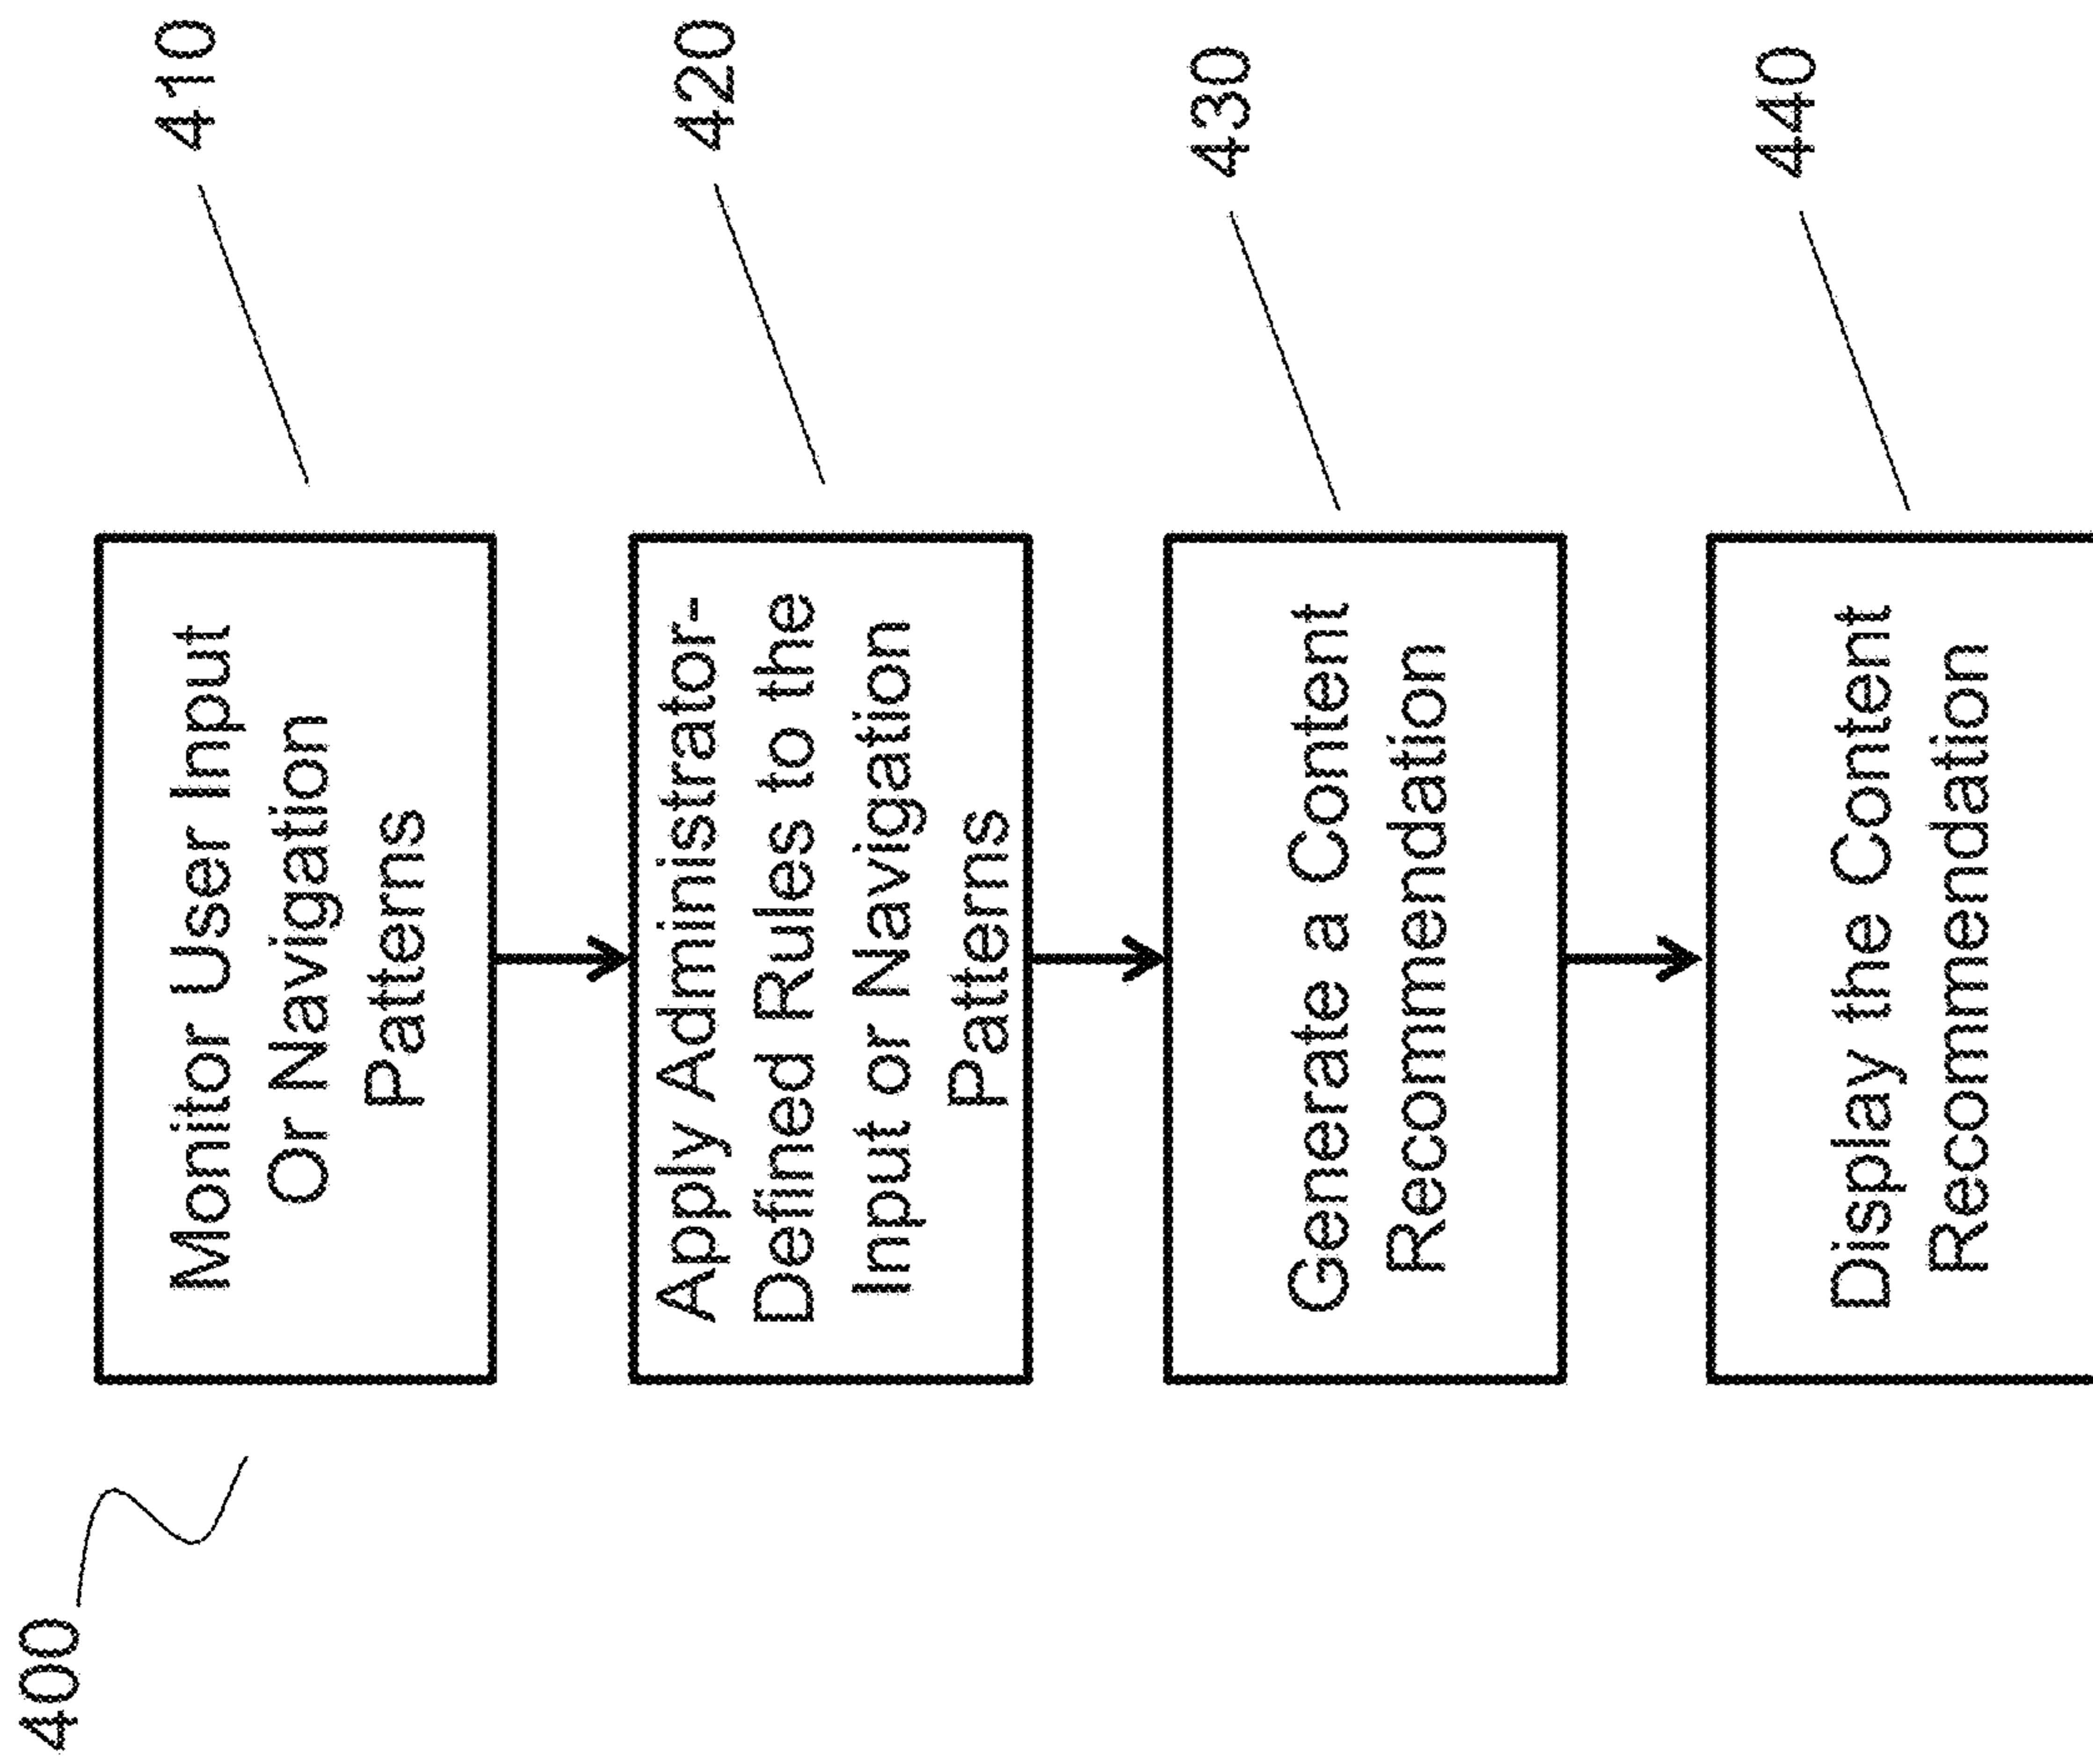 400
Monitor User Input
Or Navigation
Patterns
410
Apply Administrator-
Defined Rules to the
Input or Navigation
Patterns
420
Generate a Content
Recommendation
430
Display the Content
Recommendation
440